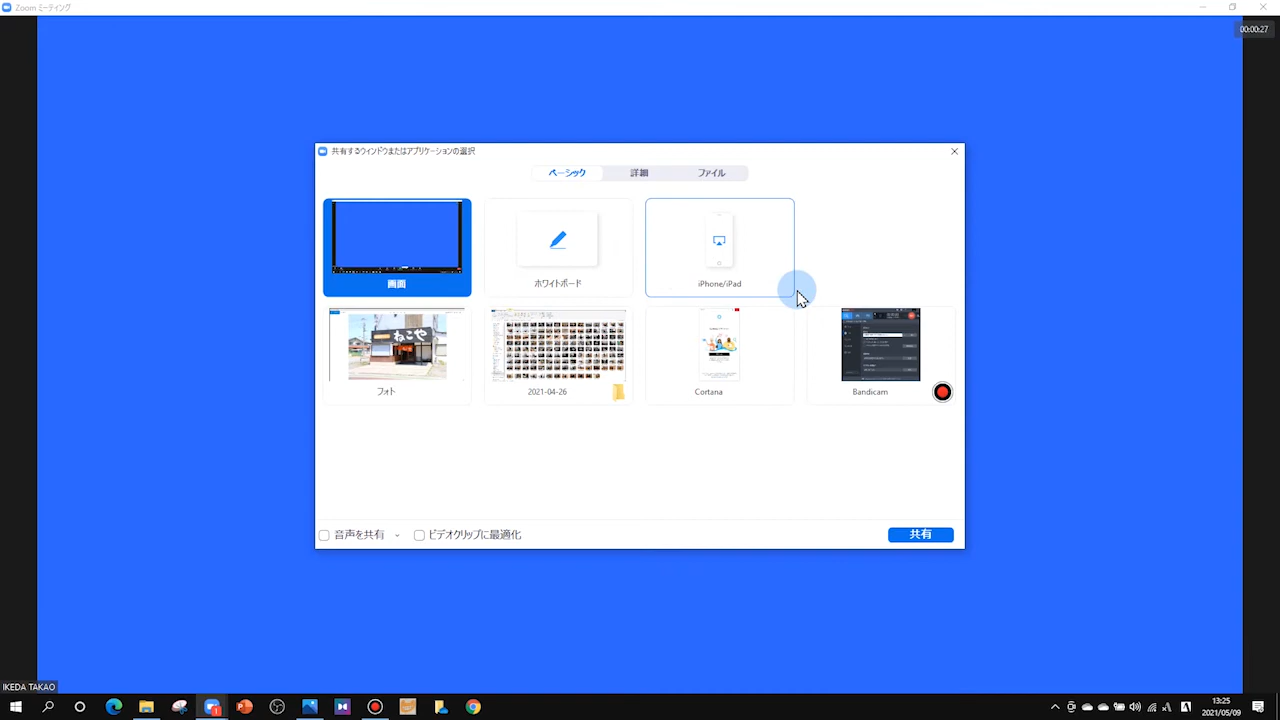 Zoom ミーティング
00:00:27
共有するウィンドウまたはアプリケーションの選択
ベーシック
詳細
ファイル
画面
ホワイトボード
iPhone/iPad
ねこや
フォト
2021-04-26
Cortana
Bandicam
音声を共有
ビデオクリップに最適化
共有
IKEDA TAKAO
1
A
13:25
2021/05/09